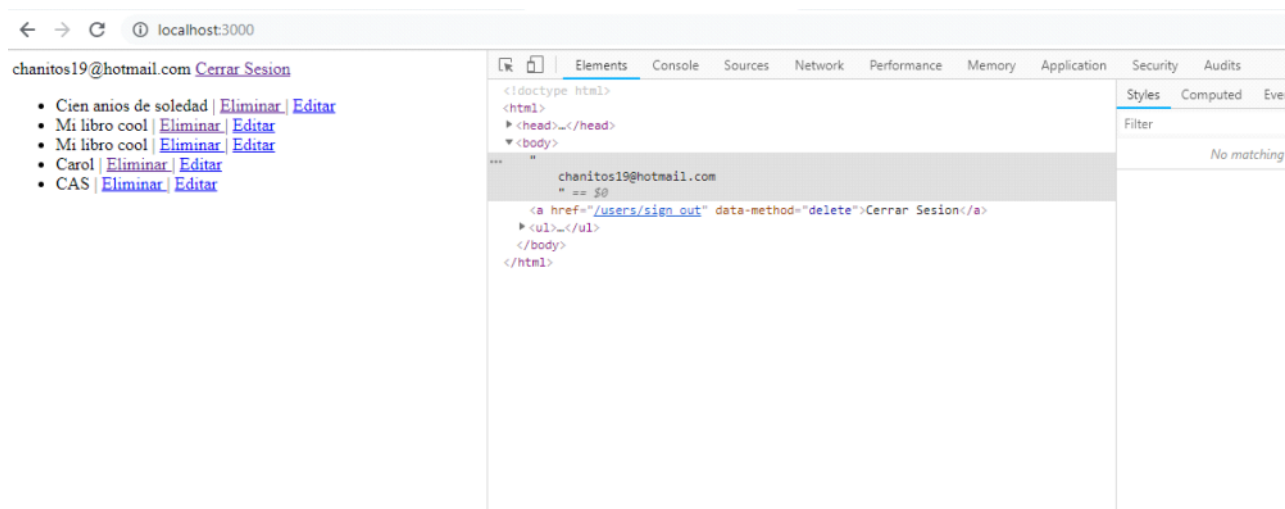 localhost:3000
chanitos19@hotmail.com Cerrar Sesion
• Cien anios de soledad | Eliminar | Editar
• Mi libro cool | Eliminar | Editar
• Mi libro cool | Eliminar | Editar
• Carol | Eliminar | Editar
• CAS | Eliminar | Editar
Elements Console Sources Network Performance Memory Application Security Audits
<!doctype html>
<html>
<head>…</head>
<body>
"
chanitos19@hotmail.com
" == $0
<a href="/users/sign_out" data-method="delete">Cerrar Sesion</a>
<ul>…</ul>
</body>
</html>
Styles Computed Eve
Filter
No matching